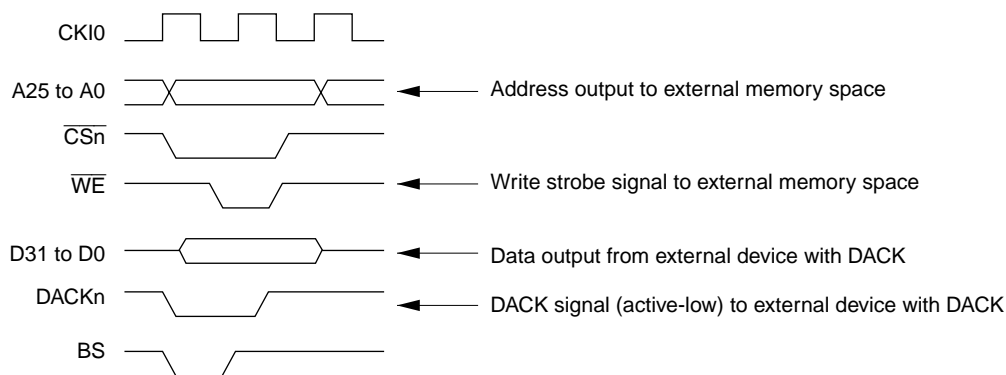 CKI0
A25 to A0 Address output to external memory space
CSn
WE Write strobe signal to external memory space
D31 to D0 Data output from external device with DACK
DACKn DACK signal (active-low) to external device with DACK
BS